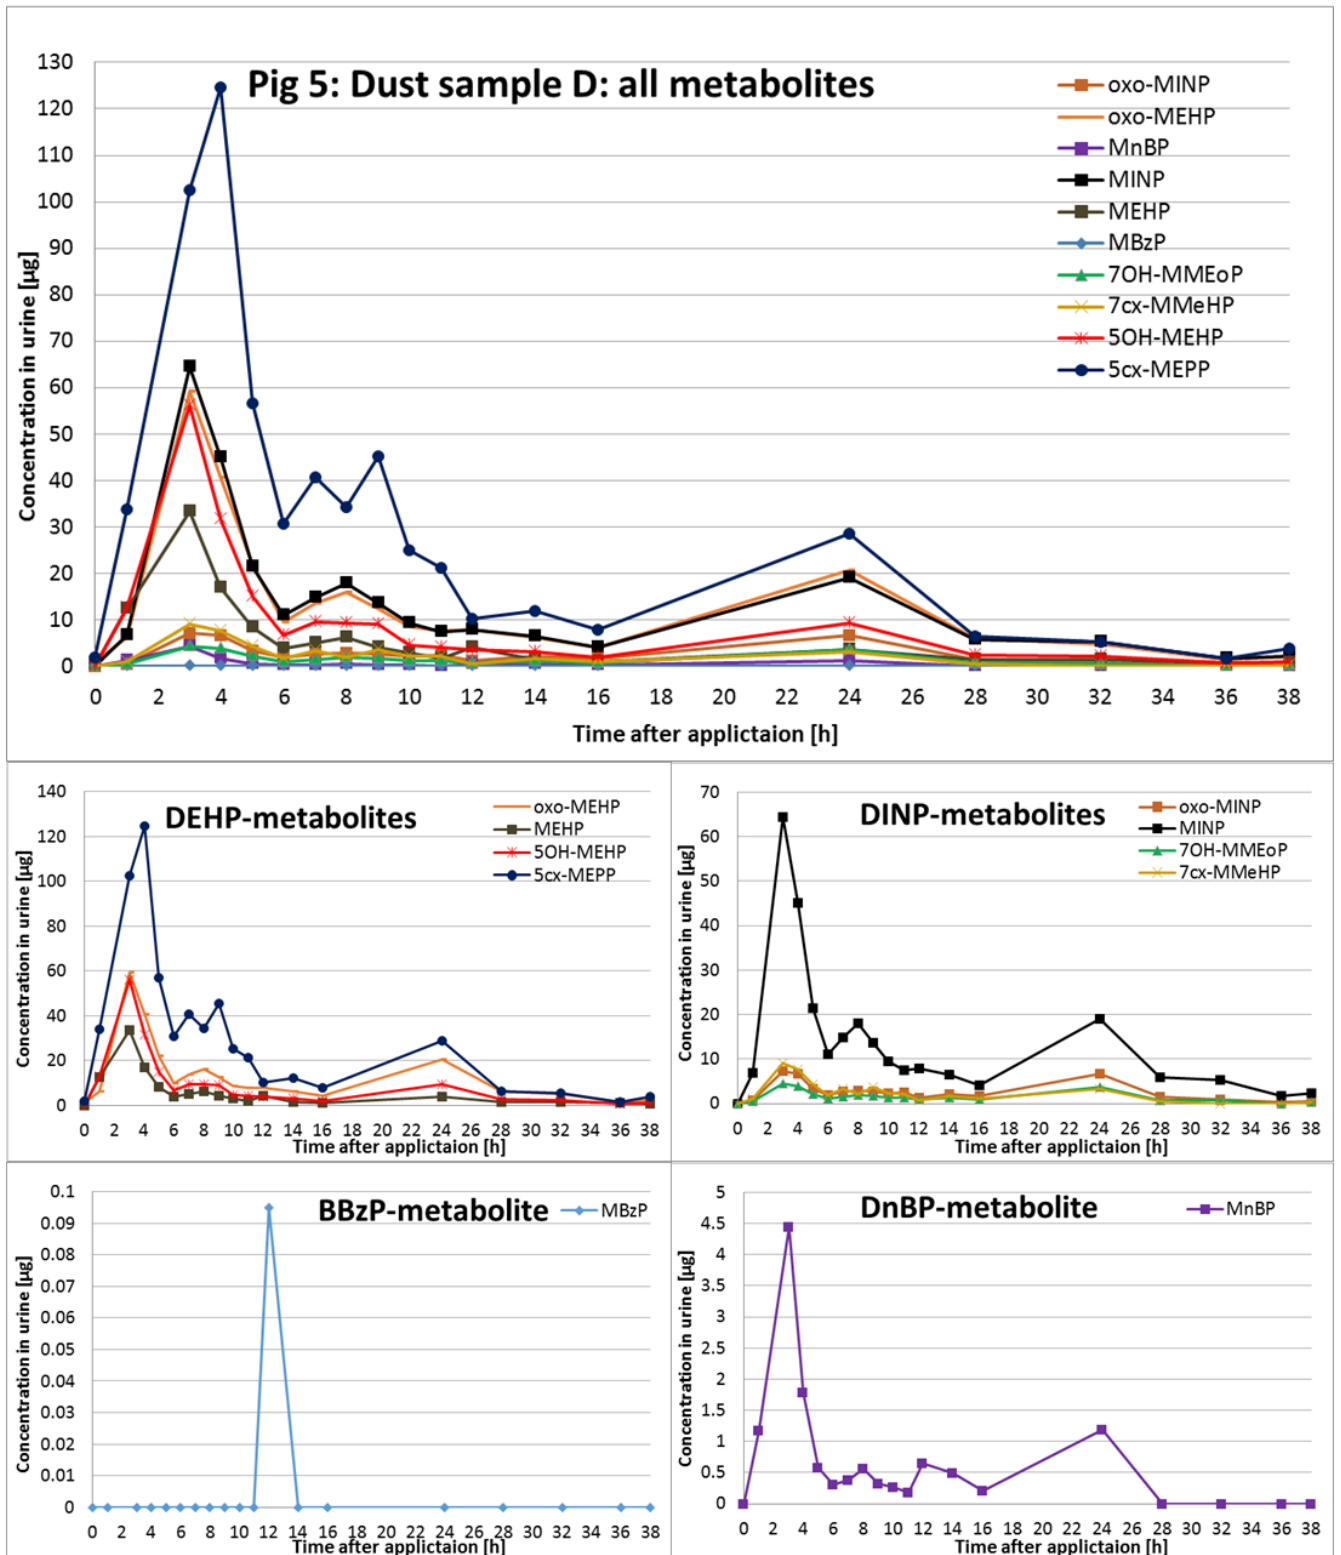 Pig 5: Dust sample D: all metabolites
Concentration in urine [µg]
130
120
110
100
90
80
70
60
50
40
30
20
10
0
oxo-MINP
oxo-MEHP
MnBP
MINP
MEHP
MBzP
7OH-MMEoP
7cx-MMeHP
5OH-MEHP
5cx-MEPP
0 2 4 6 8 10 12 14 16 18 20 22 24 26 28 30 32 34 36 38
Time after applictaion [h]
DEHP-metabolites
Concentration in urine [µg]
140
120
100
80
60
40
20
0
oxo-MEHP
MEHP
5OH-MEHP
5cx-MEPP
0 2 4 6 8 10 12 14 16 18 20 22 24 26 28 30 32 34 36 38
Time after applictaion [h]
DINP-metabolites
Concentration in urine [µg]
70
60
50
40
30
20
10
0
oxo-MINP
MINP
7OH-MMEoP
7cx-MMeHP
0 2 4 6 8 10 12 14 16 18 20 22 24 26 28 30 32 34 36 38
Time after applictaion [h]
BBzP-metabolite
MBzP
Concentration in urine [µg]
0.1
0.09
0.08
0.07
0.06
0.05
0.04
0.03
0.02
0.01
0
0 2 4 6 8 10 12 14 16 18 20 22 24 26 28 30 32 34 36 38
Time after applictaion [h]
DnBP-metabolite
MnBP
Concentration in urine [µg]
5
4.5
4
3.5
3
2.5
2
1.5
1
0.5
0
0 2 4 6 8 10 12 14 16 18 20 22 24 26 28 30 32 34 36 38
Time after applictaion [h]